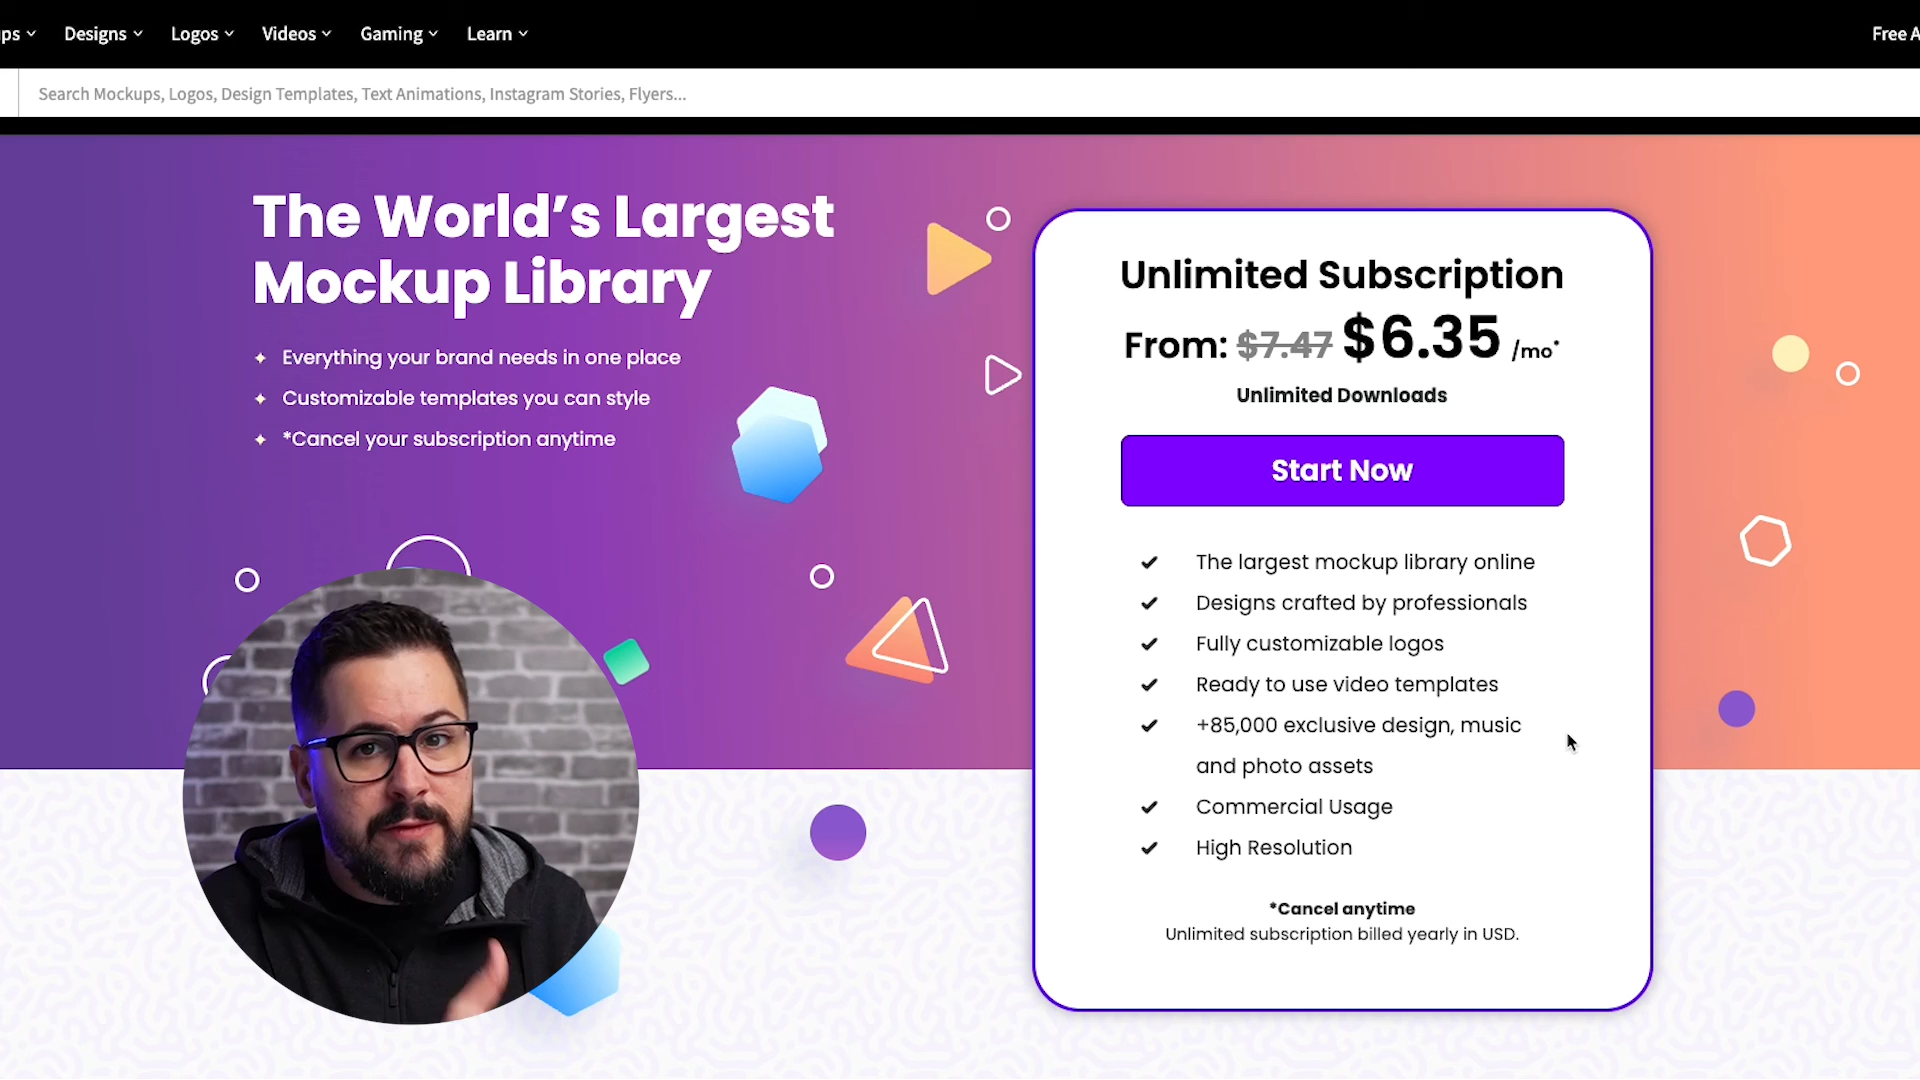 ps
Designs
Logos
Videos
Gaming
Learn
Free A
Search Mockups, Logos, Design Templates, Text Animations, Instagram Stories, Flyers...
The World's Largest
Mockup Library
Everything your brand needs in one place
Customizable templates you can style
*Cancel your subscription anytime
Unlimited Subscription
From: $7.47 $6.35 /mo*
Unlimited Downloads
Start Now
The largest mockup library online
Designs crafted by professionals
Fully customizable logos
Ready to use video templates
+85,000 exclusive design, music
and photo assets
Commercial Usage
High Resolution
*Cancel anytime
Unlimited subscription billed yearly in USD.